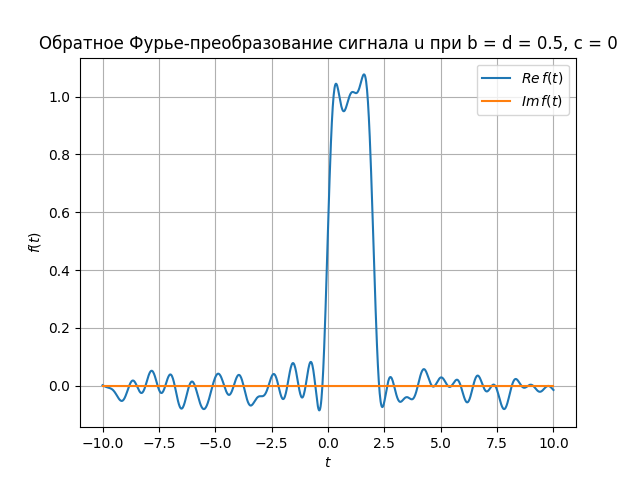 Обратное Фурье-преобразование сигнала u при b = d = 0.5, c = 0
Re f(t)
Im f(t)
f(t)
1.0
0.8
0.6
0.4
0.2
0.0
−10.0 −7.5 −5.0 −2.5 0.0 2.5 5.0 7.5 10.0
t